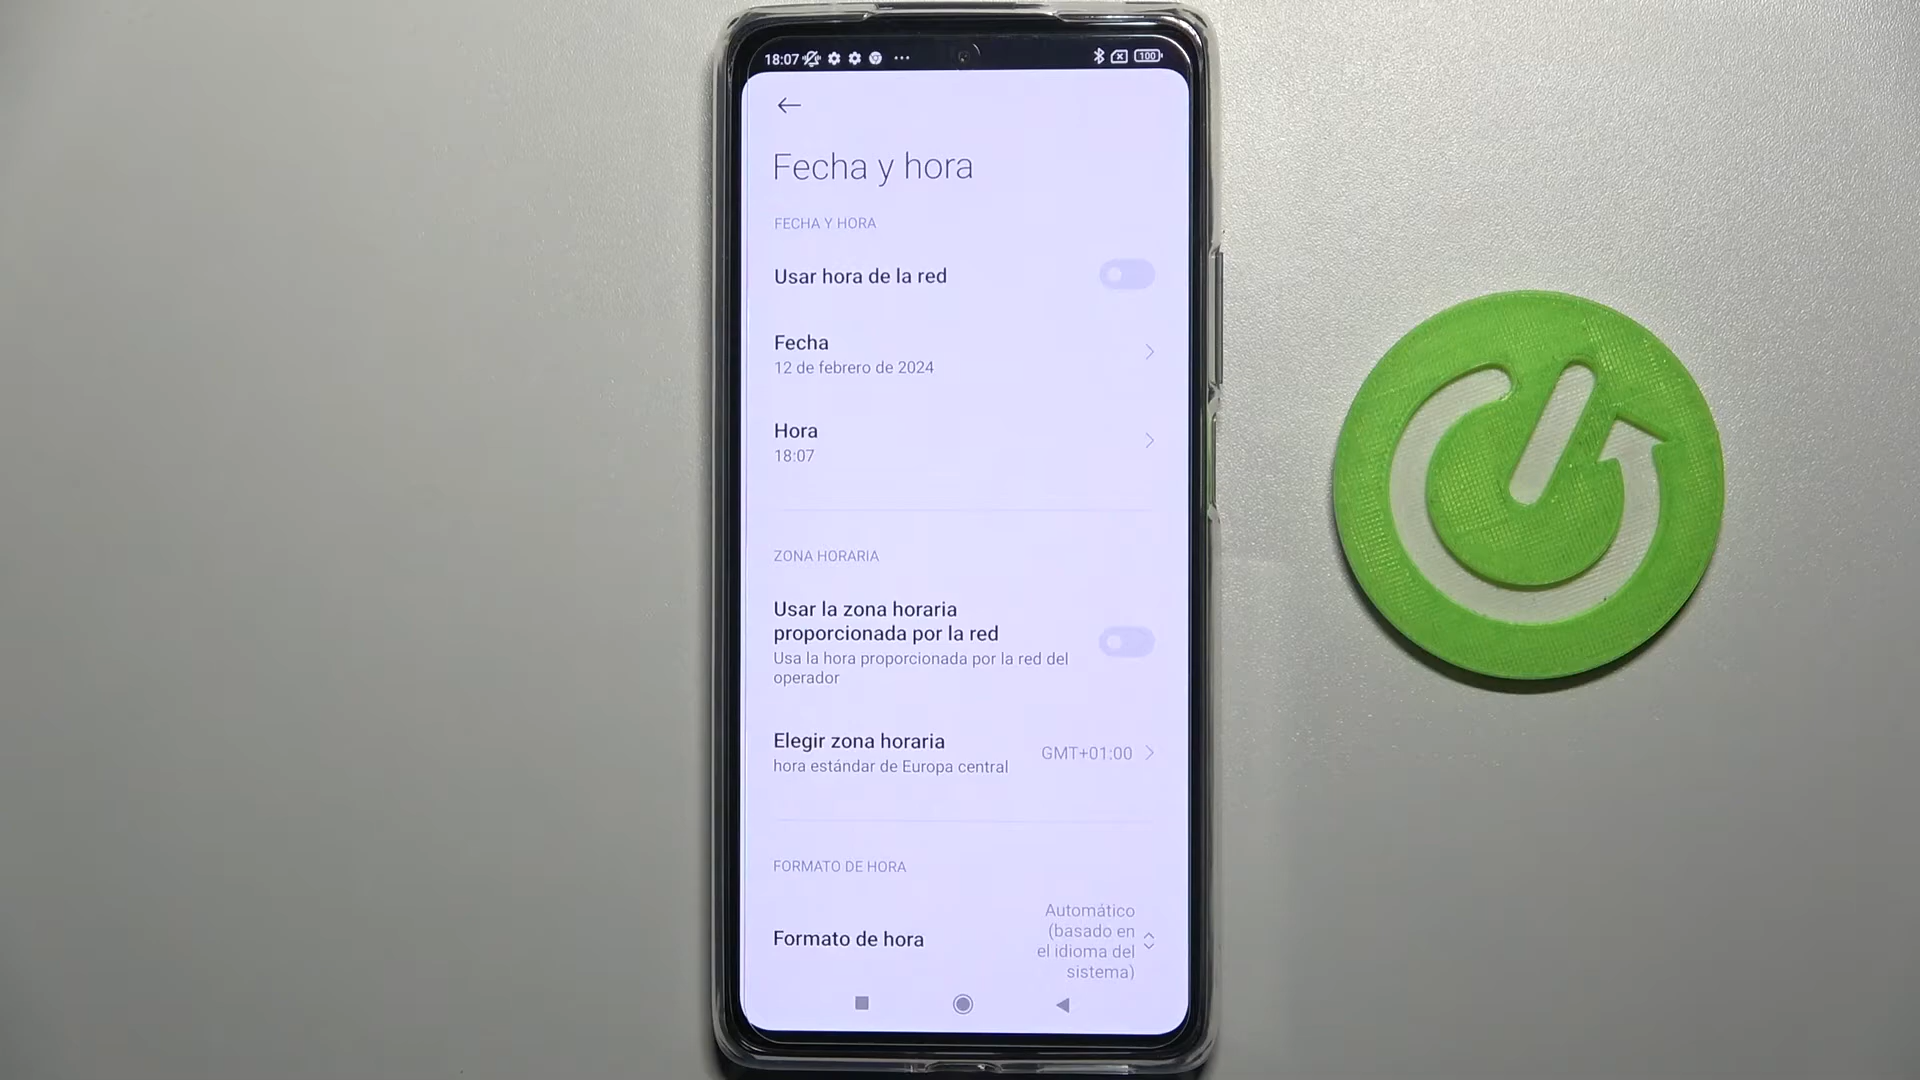 18:07
100
Fecha y hora
FECHA Y HORA
Usar hora de la red
Fecha
12 de febrero de 2024
Hora
18:07
ZONA HORARIA
Usar la zona horaria
proporcionada por la red
Usa la hora proporcionada por la red del
operador
Elegir zona horaria
hora estándar de Europa central
GMT+01:00
FORMATO DE HORA
Formato de hora
Automático
(basado en
el idioma del
sistema)